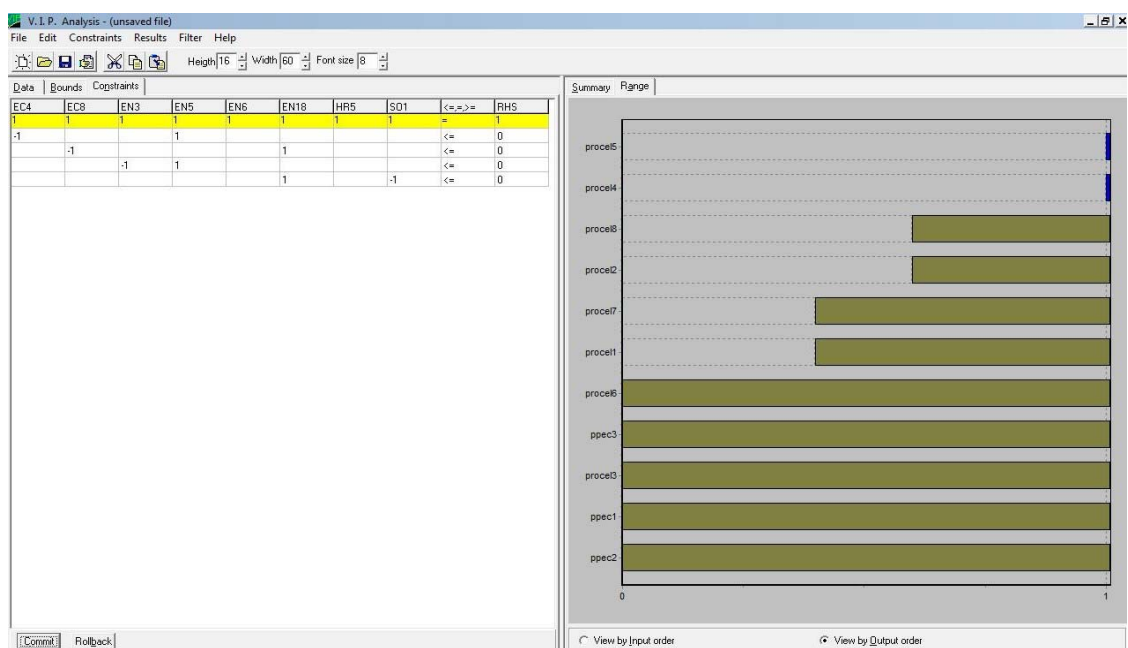 V. I. P. Analysis - (unsaved file)
File Edit Constraints Results Filter Help
Heigth 16 Width 60 Font size 8
Data Bounds Constraints
EC4 EC8 EN3 EN5 EN6 EN18 HR5 SO1 <=,=,>= RHS
1 1 1 1 1 1 1 1 = 1
-1 1 <= 0
-1 1 <= 0
-1 1 <= 0
1 -1 <= 0
Commit Rollback
Summary Range
procel5
procel4
procel8
procel2
procel7
procel1
procel6
ppec3
procel3
ppec1
ppec2
0 1
View by Input order View by Output order